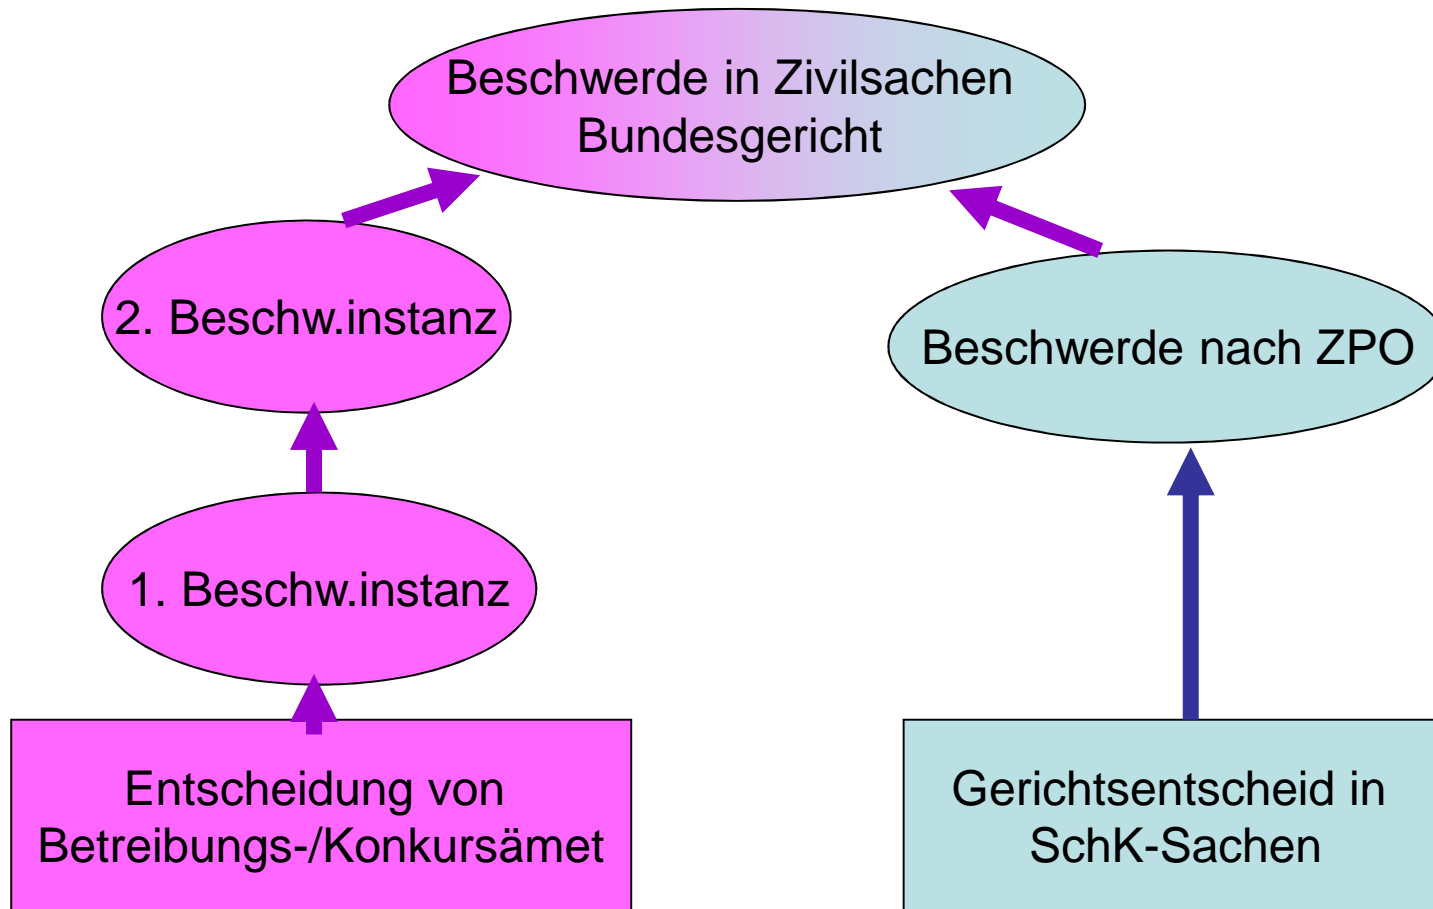 Beschwerde in Zivilsachen
Bundesgericht
2. Beschw.instanz
Beschwerde nach ZPO
1. Beschw.instanz
Entscheidung von
Betreibungs-/Konkursämet
Gerichtsentscheid in
SchK-Sachen